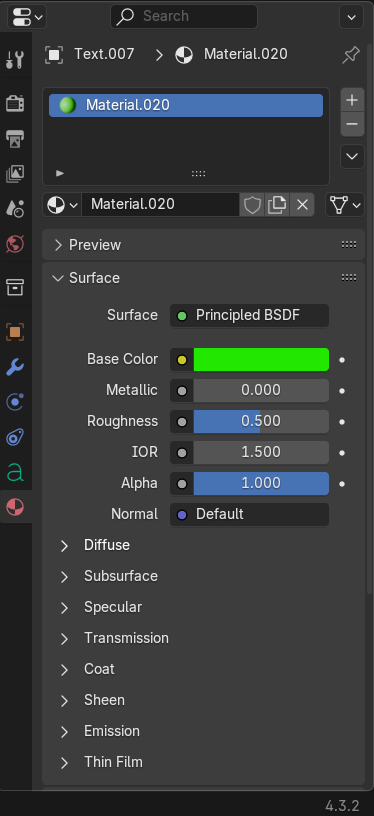 Search
Text.007 Material.020
Material.020
Material.020
Preview
Surface
Surface Principled BSDF
Base Color
Metallic 0.000
Roughness 0.500
IOR 1.500
Alpha 1.000
Normal Default
Diffuse
Subsurface
Specular
Transmission
Coat
Sheen
Emission
Thin Film
4.3.2